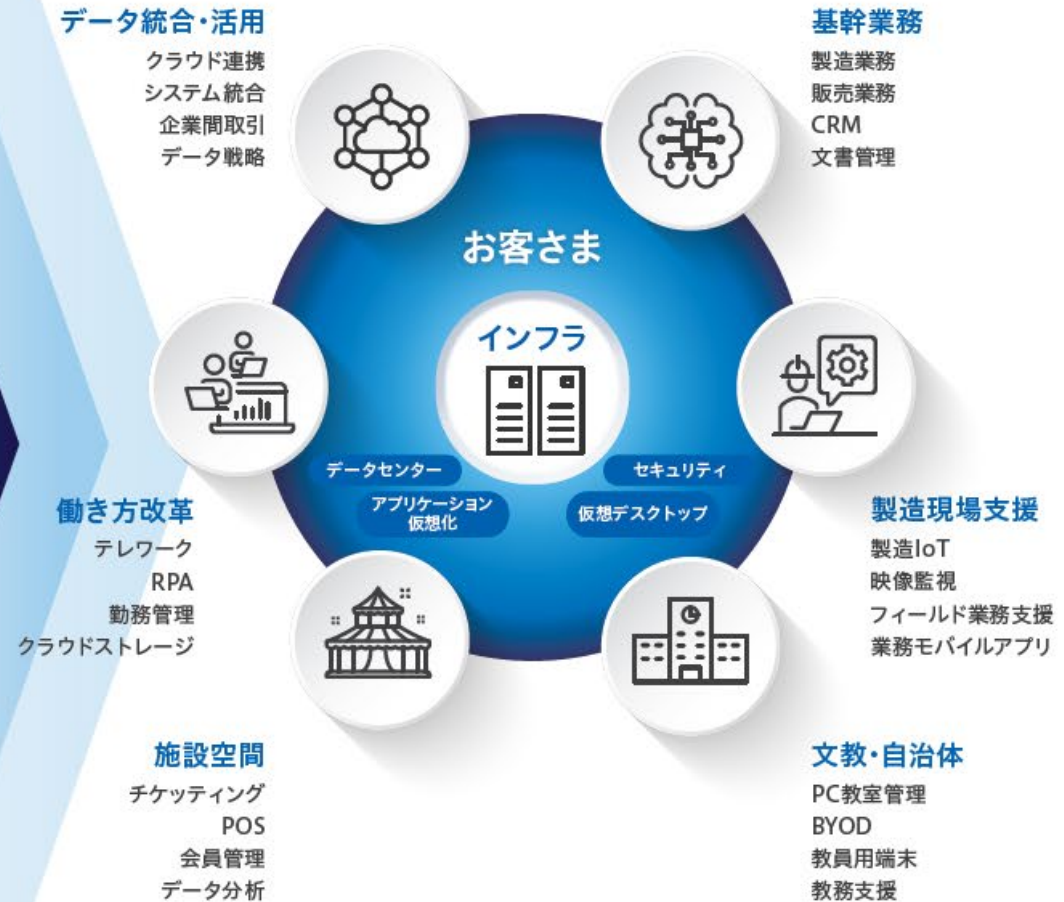 データ統合・活用
クラウド連携
システム統合
企業間取引
データ戦略
基幹業務
製造業務
販売業務
CRM
文書管理
お客さま
インフラ
データセンター
セキュリティ
アプリケーション
仮想化
仮想デスクトップ
働き方改革
テレワーク
RPA
勤務管理
クラウドストレージ
製造現場支援
製造IoT
映像監視
フィールド業務支援
業務モバイルアプリ
施設空間
チケッティング
POS
会員管理
データ分析
文教・自治体
PC教室管理
BYOD
教員用端末
教務支援